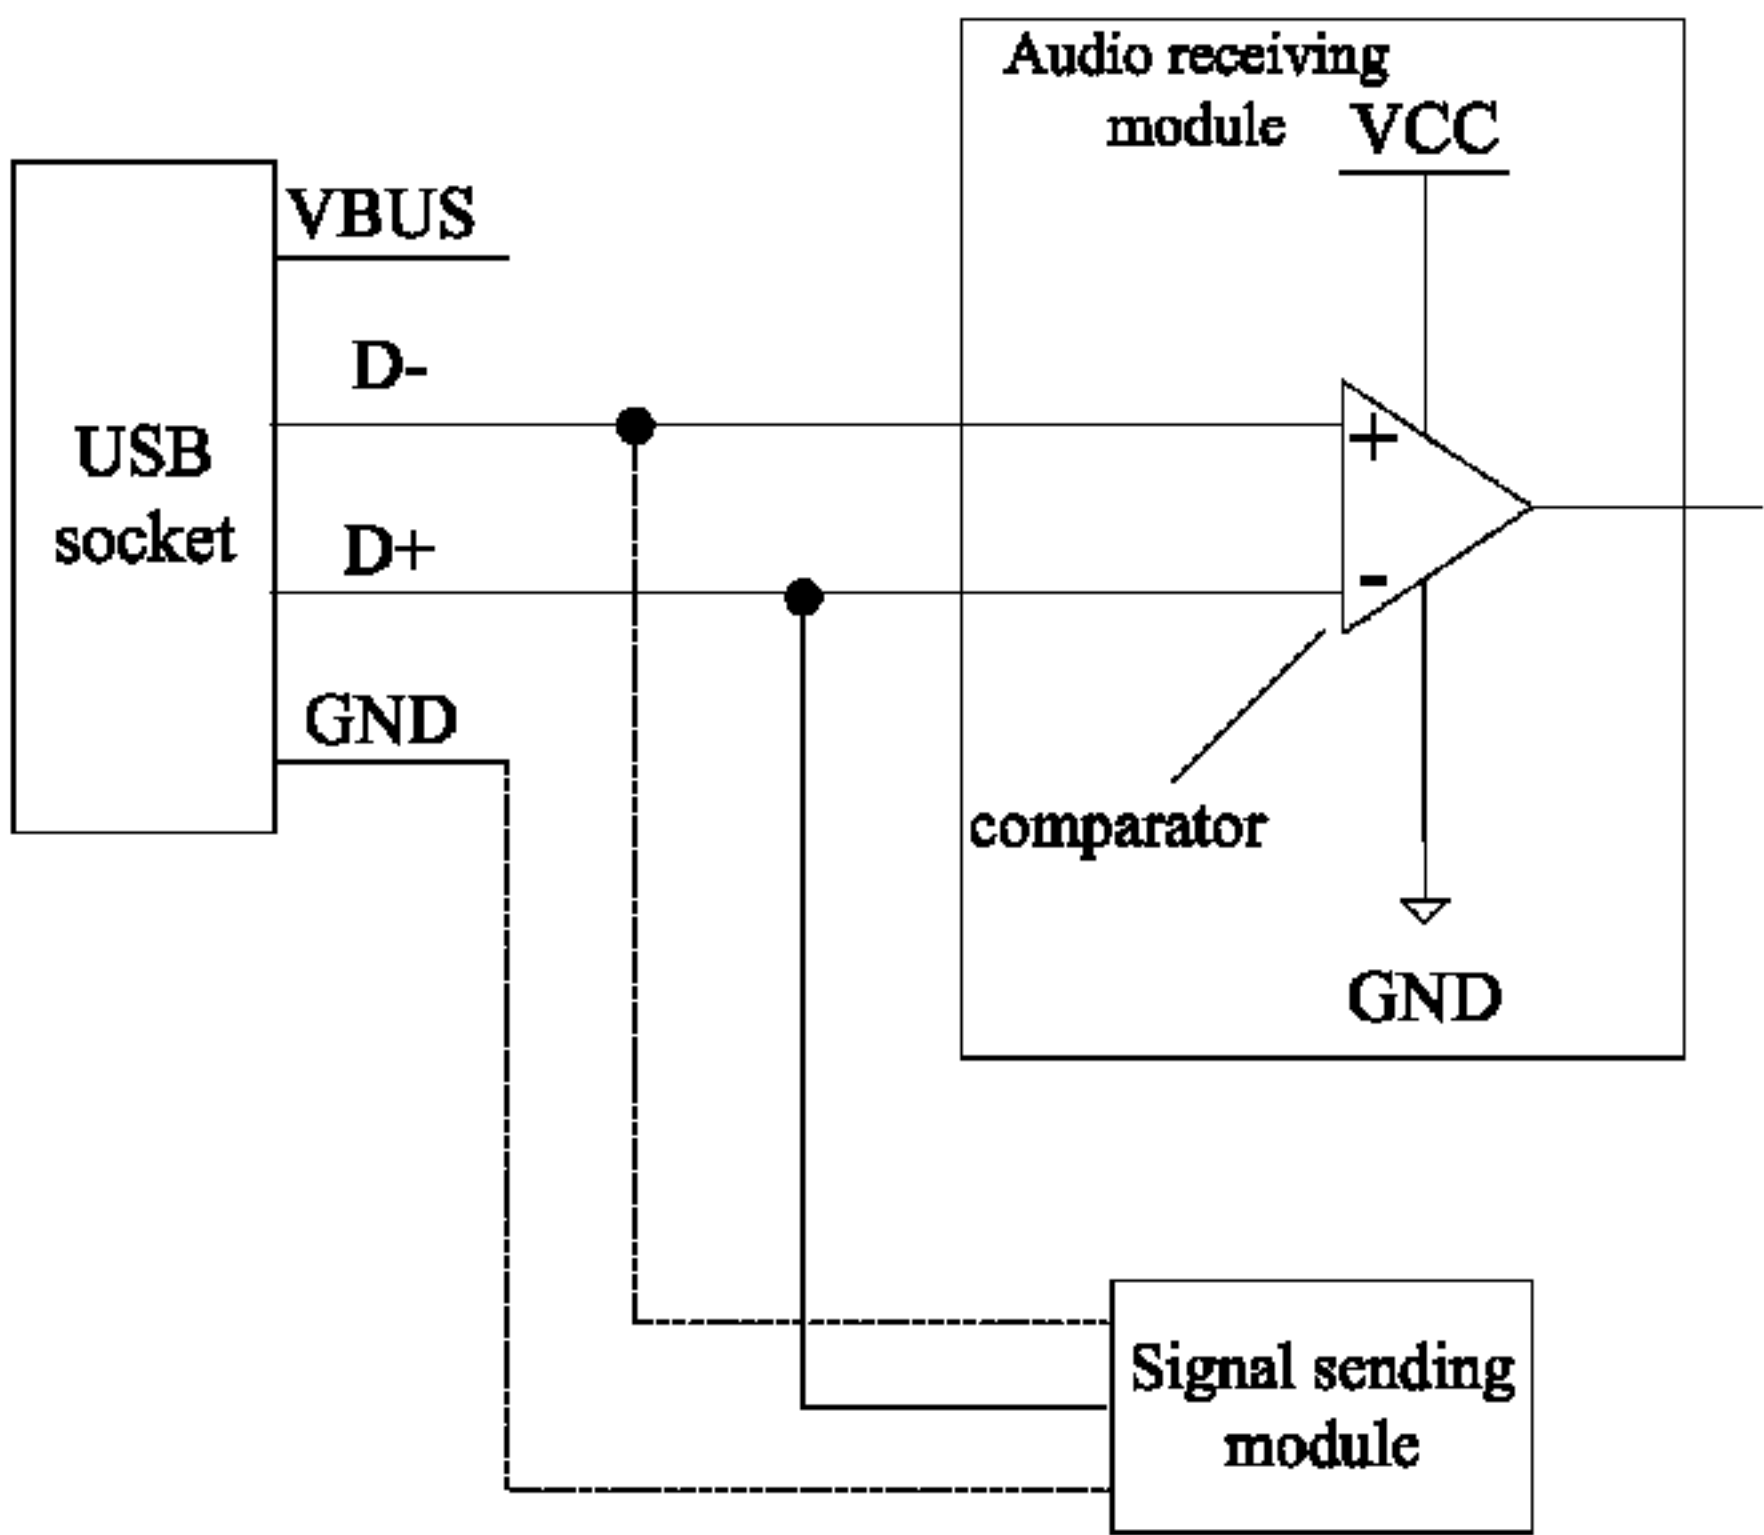 Audio receiving
module
VCC
VBUS
D-
USB
socket
D+
GND
+
-
comparator
GND
Signal sending
module